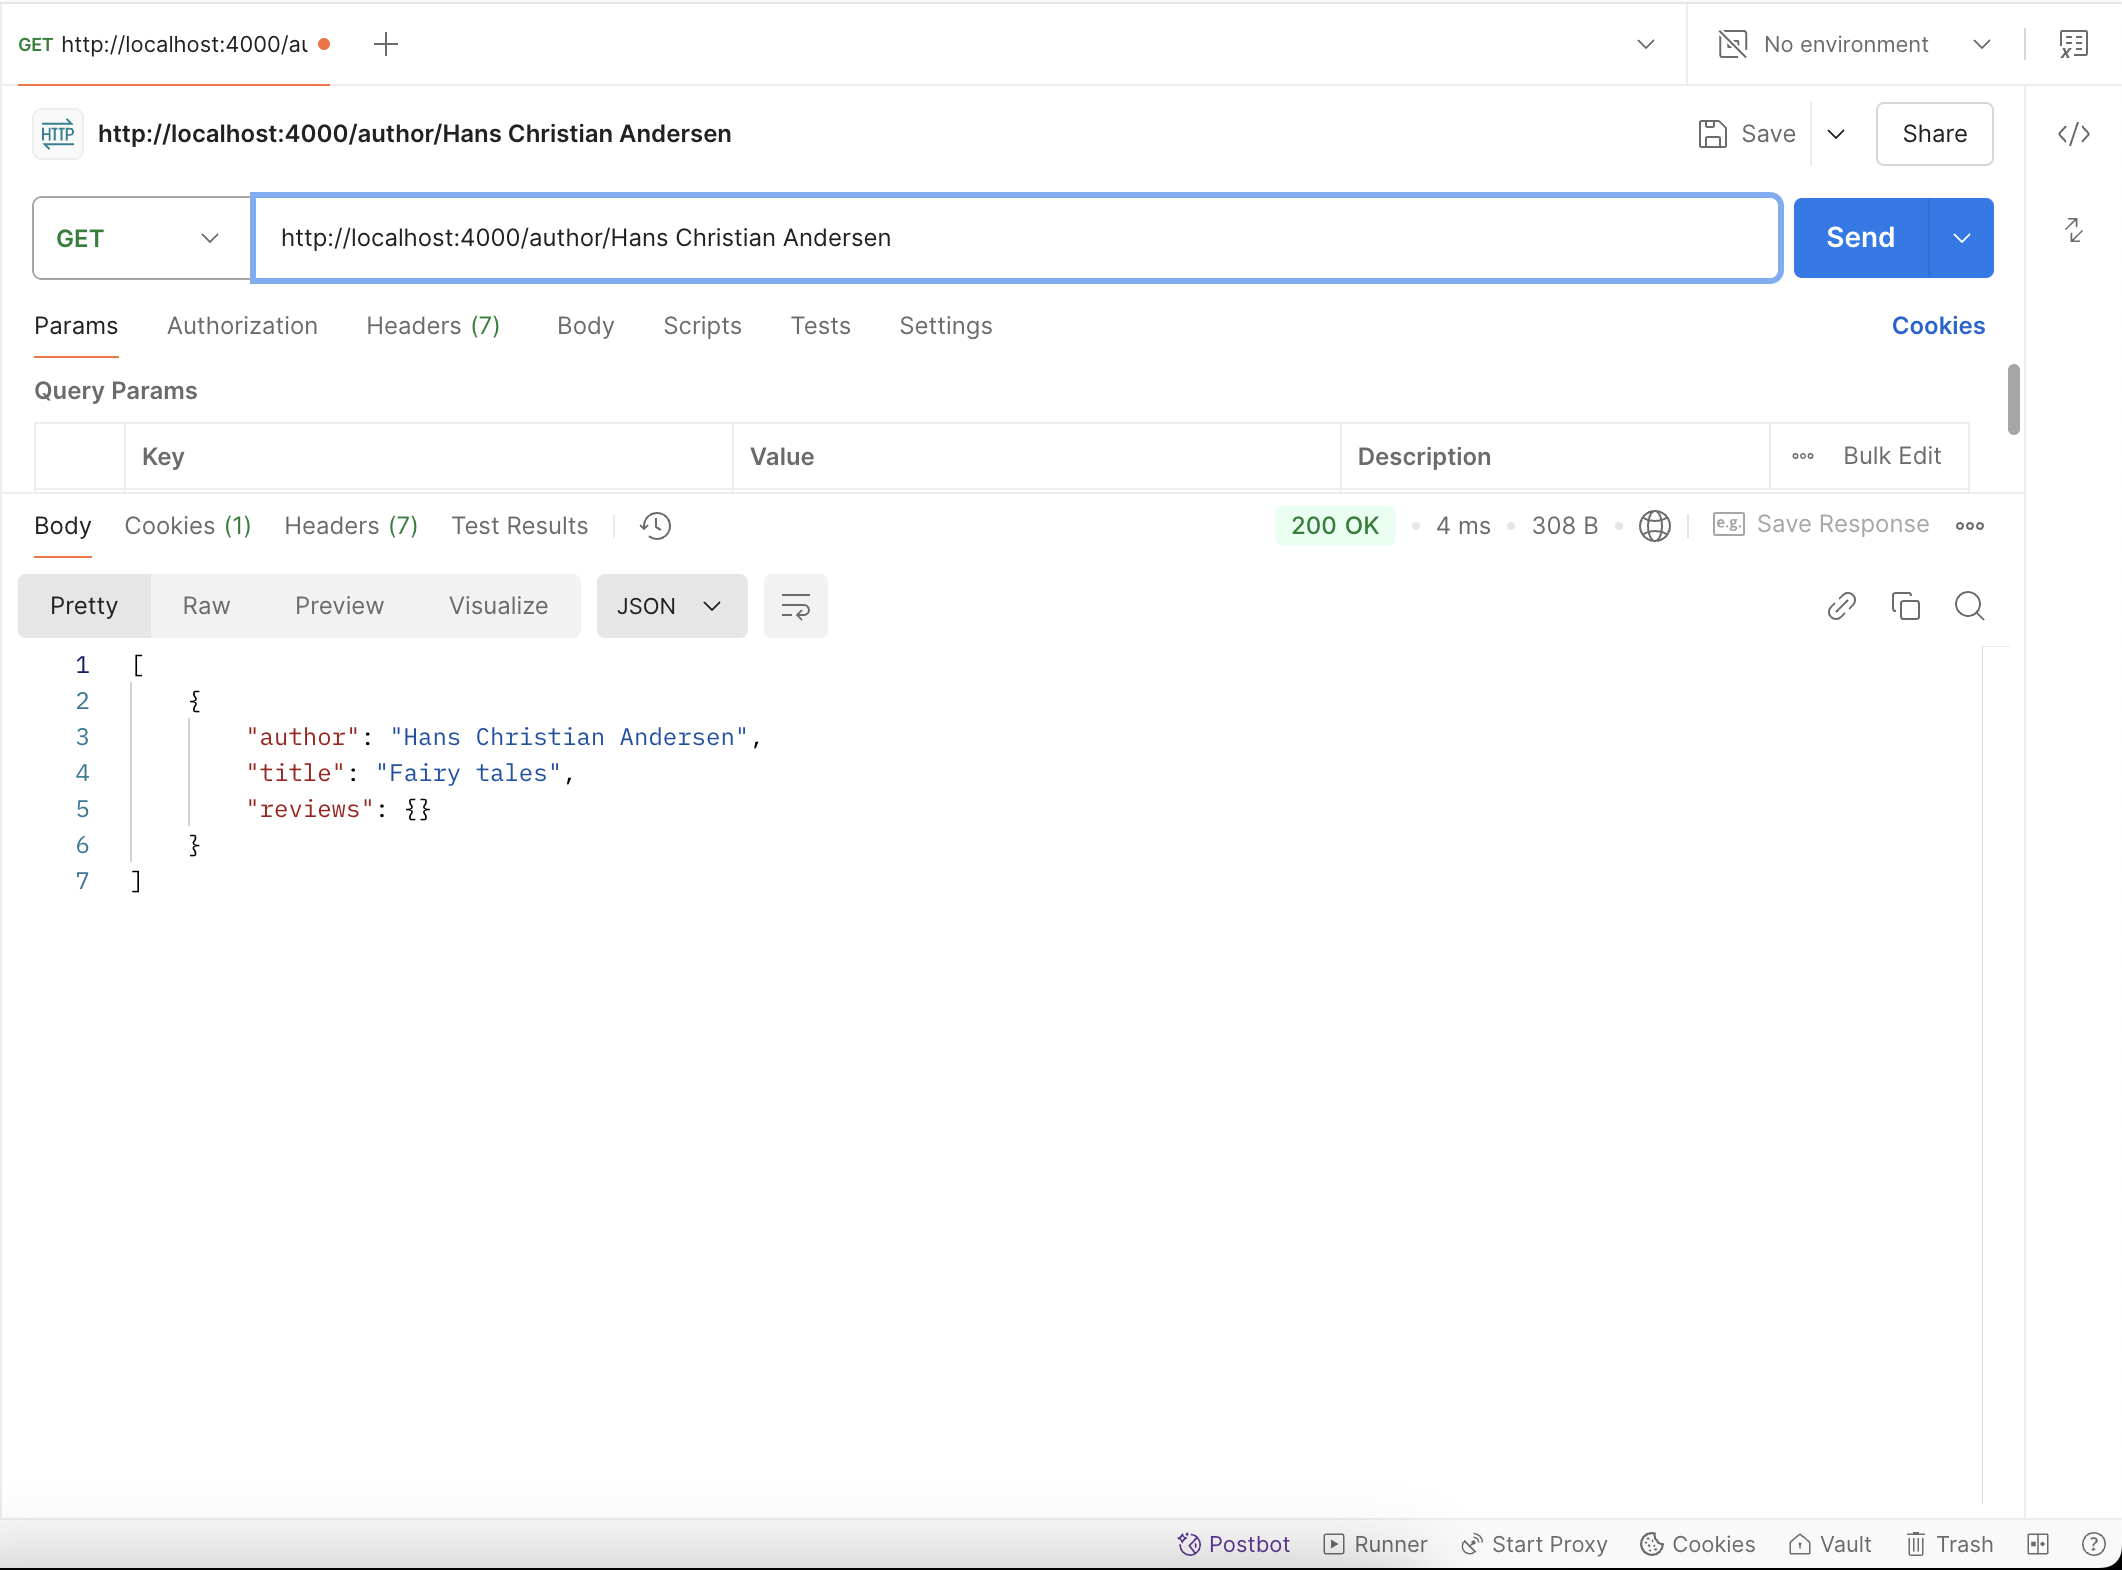 GET http://localhost:4000/au
No environment
HTTP http://localhost:4000/author/Hans Christian Andersen
Save
Share
GET
http://localhost:4000/author/Hans Christian Andersen
Send
Params Authorization Headers (7) Body Scripts Tests Settings Cookies
Query Params
Key Value Description Bulk Edit
Body Cookies (1) Headers (7) Test Results 200 OK 4 ms 308 B e.g. Save Response
Pretty Raw Preview Visualize JSON
1 [
2 {
3 "author": "Hans Christian Andersen",
4 "title": "Fairy tales",
5 "reviews": {}
6 }
7 ]
Postbot Runner Start Proxy Cookies Vault Trash